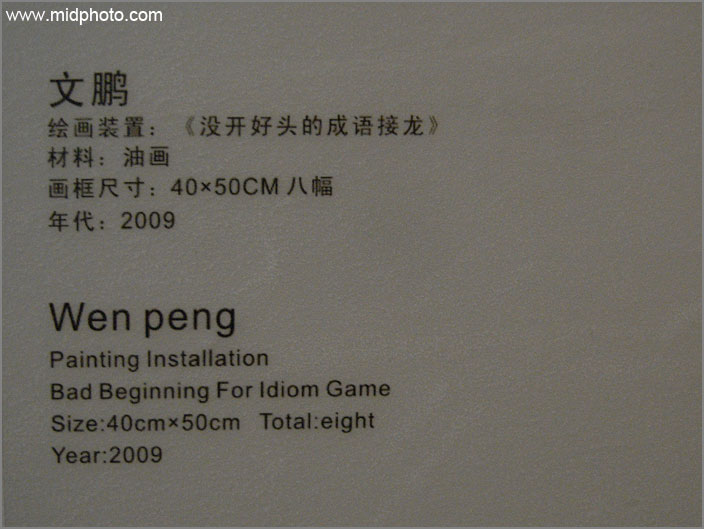 www.midphoto.com
文鹏
绘画装置：《没开好头的成语接龙》
材料：油画
画框尺寸：40×50CM 八幅
年代：2009
Wen peng
Painting Installation
Bad Beginning For Idiom Game
Size:40cm×50cm Total:eight
Year:2009